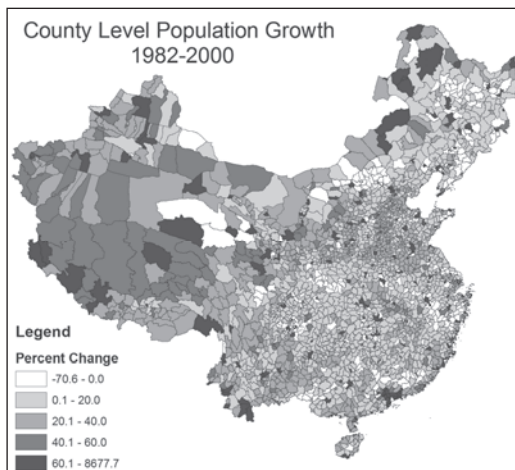 County Level Population Growth
1982-2000
Legend
Percent Change
-70.6 - 0.0
0.1 - 20.0
20.1 - 40.0
40.1 - 60.0
60.1 - 8677.7